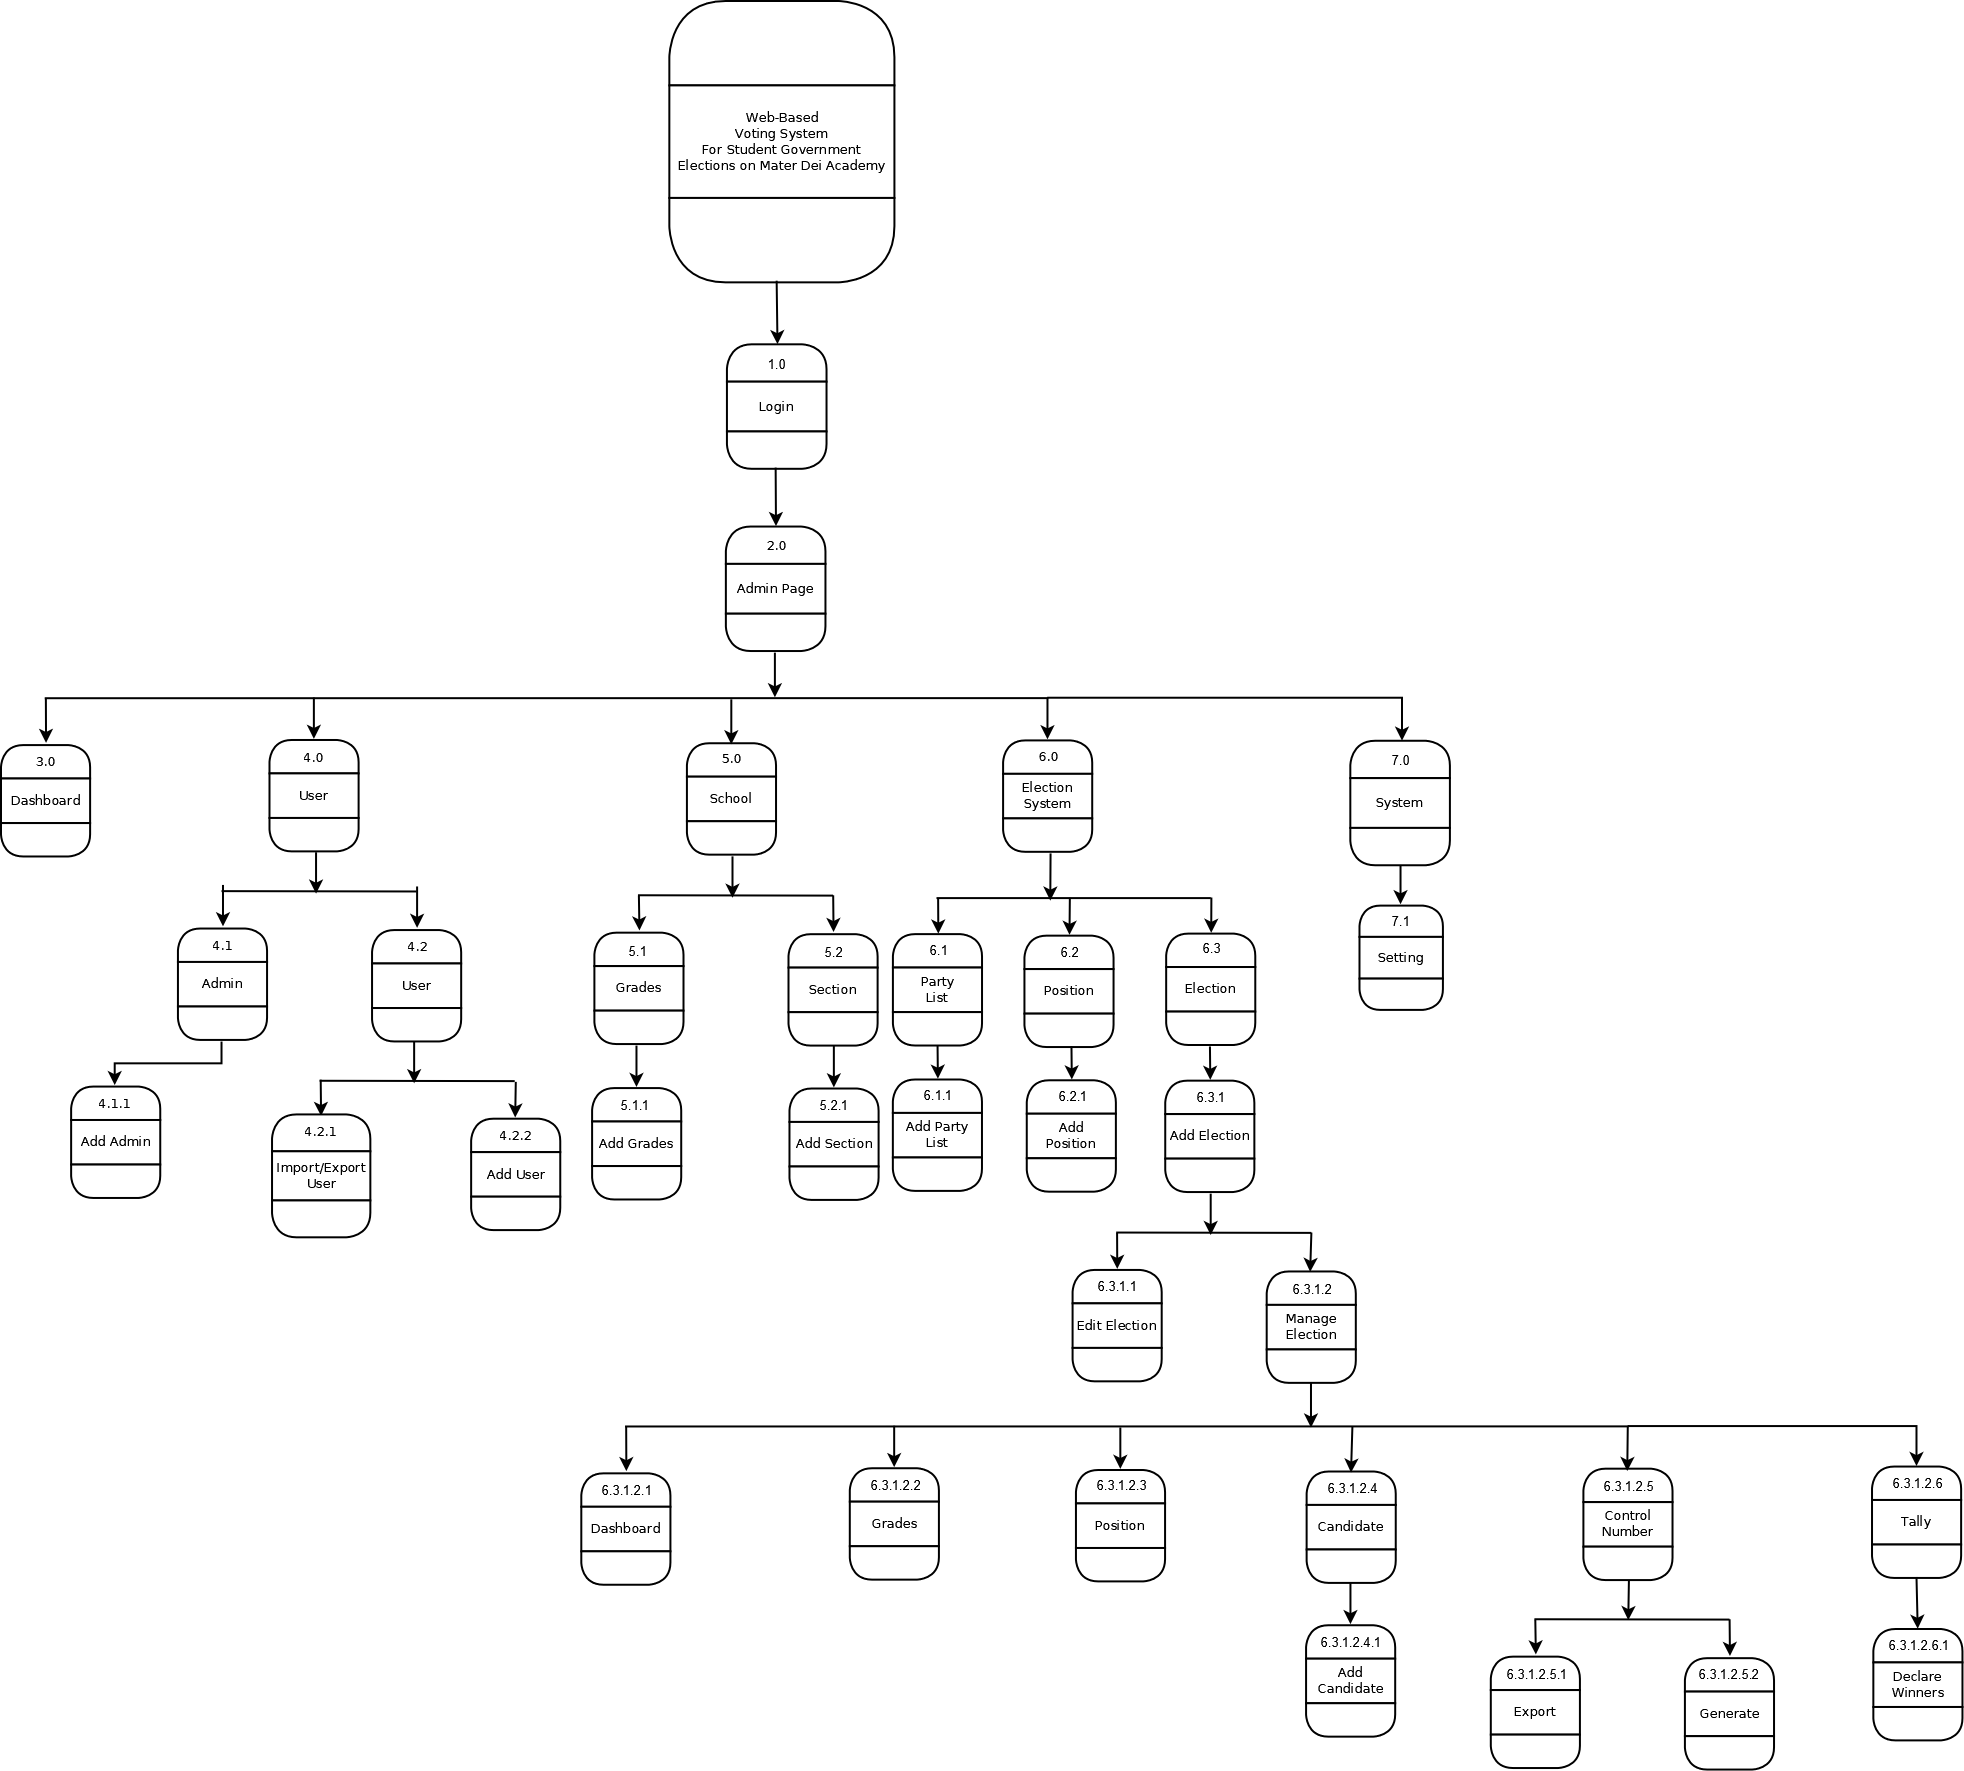 Web-Based
Voting System
For Student Government
Elections on Mater Dei Academy
1.0
Login
2.0
Admin Page
3.0
Dashboard
4.0
User
5.0
School
6.0
Election
System
7.0
System
4.1
Admin
4.2
User
5.1
Grades
5.2
Section
6.1
Party
List
6.2
Position
6.3
Election
7.1
Setting
4.1.1
Add Admin
4.2.1
Import/Export
User
4.2.2
Add User
5.1.1
Add Grades
5.2.1
Add Section
6.1.1
Add Party
List
6.2.1
Add
Position
6.3.1
Add Election
6.3.1.1
Edit Election
6.3.1.2
Manage
Election
6.3.1.2.1
Dashboard
6.3.1.2.2
Grades
6.3.1.2.3
Position
6.3.1.2.4
Candidate
6.3.1.2.5
Control
Number
6.3.1.2.6
Tally
6.3.1.2.4.1
Add
Candidate
6.3.1.2.5.1
Export
6.3.1.2.5.2
Generate
6.3.1.2.6.1
Declare
Winners